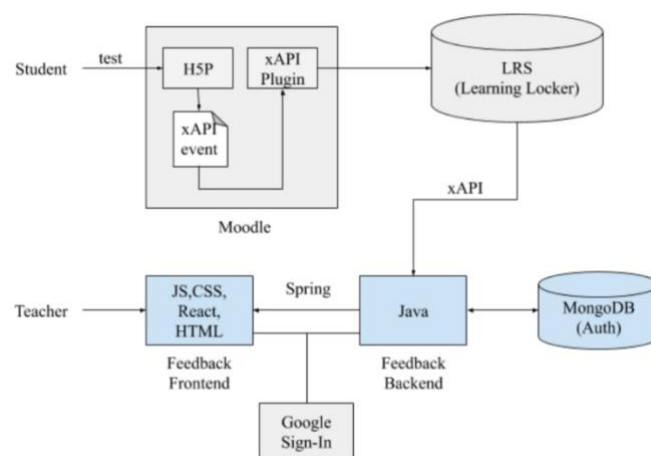 Student
test
H5P
xAPI
Plugin
xAPI
event
LRS
(Learning Locker)
Moodle
xAPI
Teacher
JS,CSS,
React,
HTML
Spring
Java
MongoDB
(Auth)
Feedback
Frontend
Feedback
Backend
Google
Sign-In